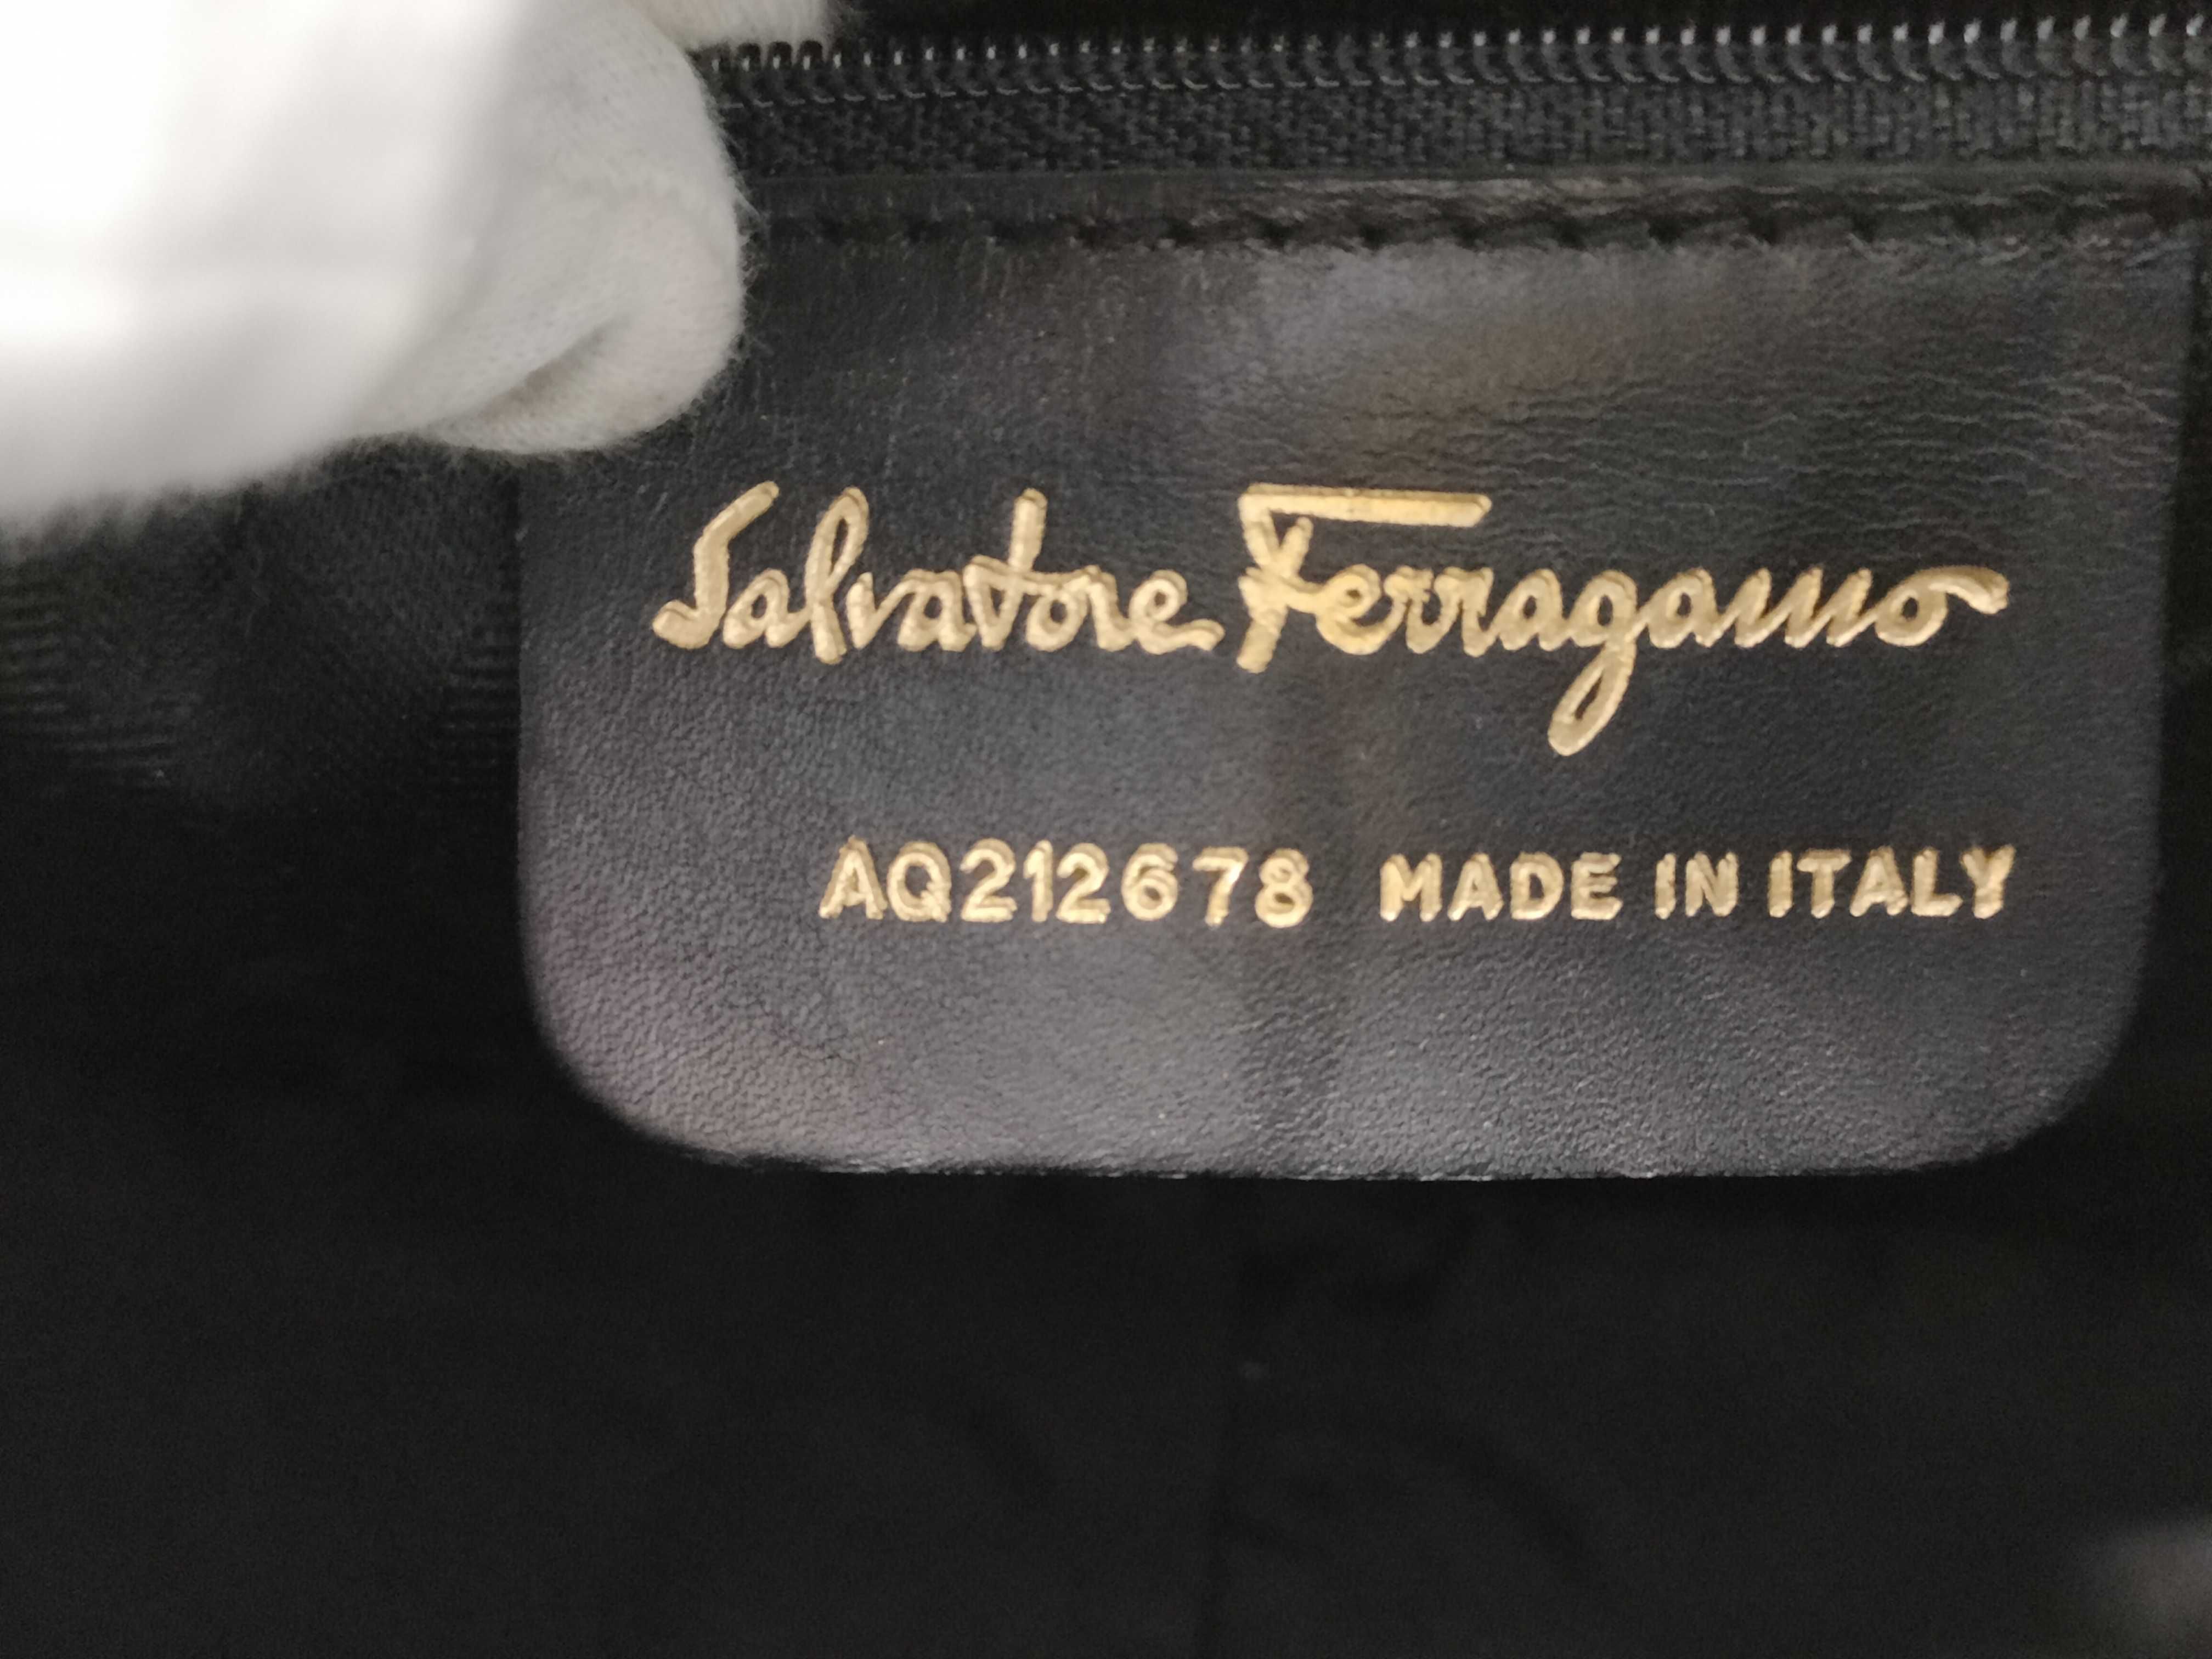 Salvatore Ferragamo
AQ212678 MADE IN ITALY